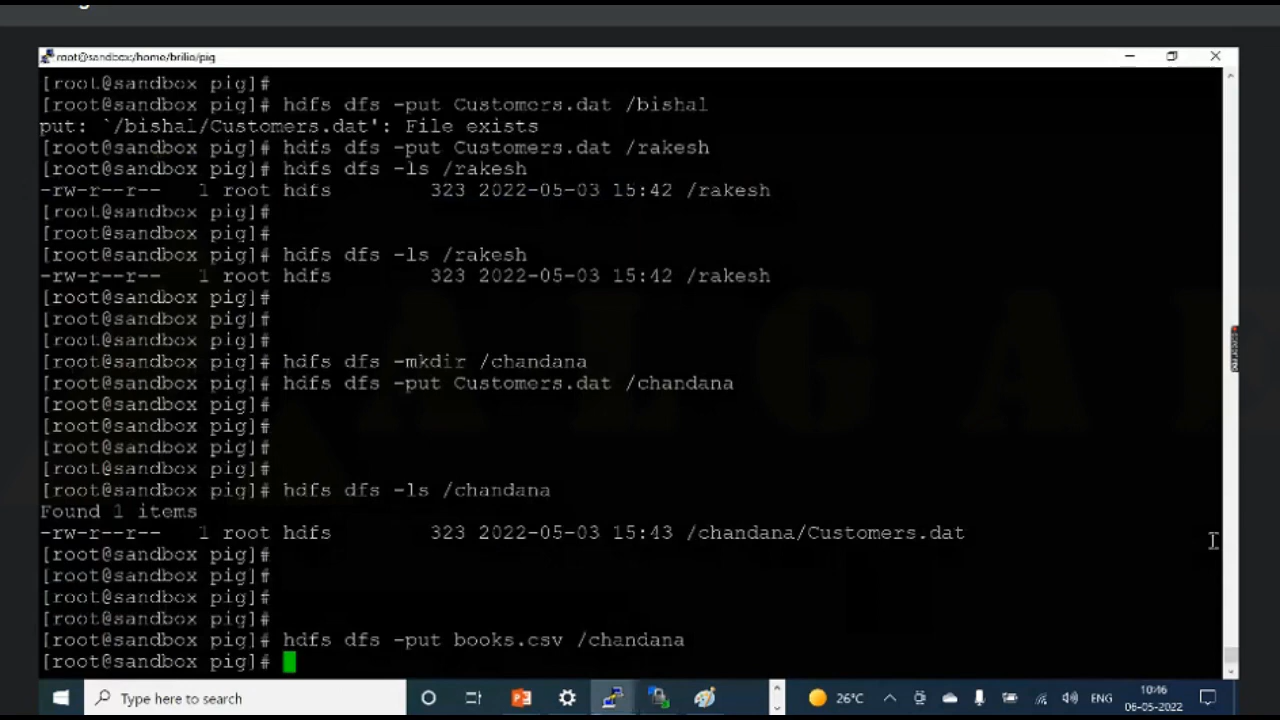 root@sandbox:/home/brilio/pig
[root@sandbox pig]#
[root@sandbox pig]# hdfs dfs -put Customers.dat /bishal
put: `/bishal/Customers.dat': File exists
[root@sandbox pig]# hdfs dfs -put Customers.dat /rakesh
[root@sandbox pig]# hdfs dfs -ls /rakesh
-rw-r--r--   1 root hdfs        323 2022-05-03 15:42 /rakesh
[root@sandbox pig]#
[root@sandbox pig]#
[root@sandbox pig]# hdfs dfs -ls /rakesh
-rw-r--r--   1 root hdfs        323 2022-05-03 15:42 /rakesh
[root@sandbox pig]#
[root@sandbox pig]#
[root@sandbox pig]#
[root@sandbox pig]# hdfs dfs -mkdir /chandana
[root@sandbox pig]# hdfs dfs -put Customers.dat /chandana
[root@sandbox pig]#
[root@sandbox pig]#
[root@sandbox pig]#
[root@sandbox pig]#
[root@sandbox pig]# hdfs dfs -ls /chandana
Found 1 items
-rw-r--r--   1 root hdfs        323 2022-05-03 15:43 /chandana/Customers.dat
[root@sandbox pig]#
[root@sandbox pig]#
[root@sandbox pig]#
[root@sandbox pig]#
[root@sandbox pig]# hdfs dfs -put books.csv /chandana
[root@sandbox pig]#
Type here to search
26°C
ENG
10:46
06-05-2022